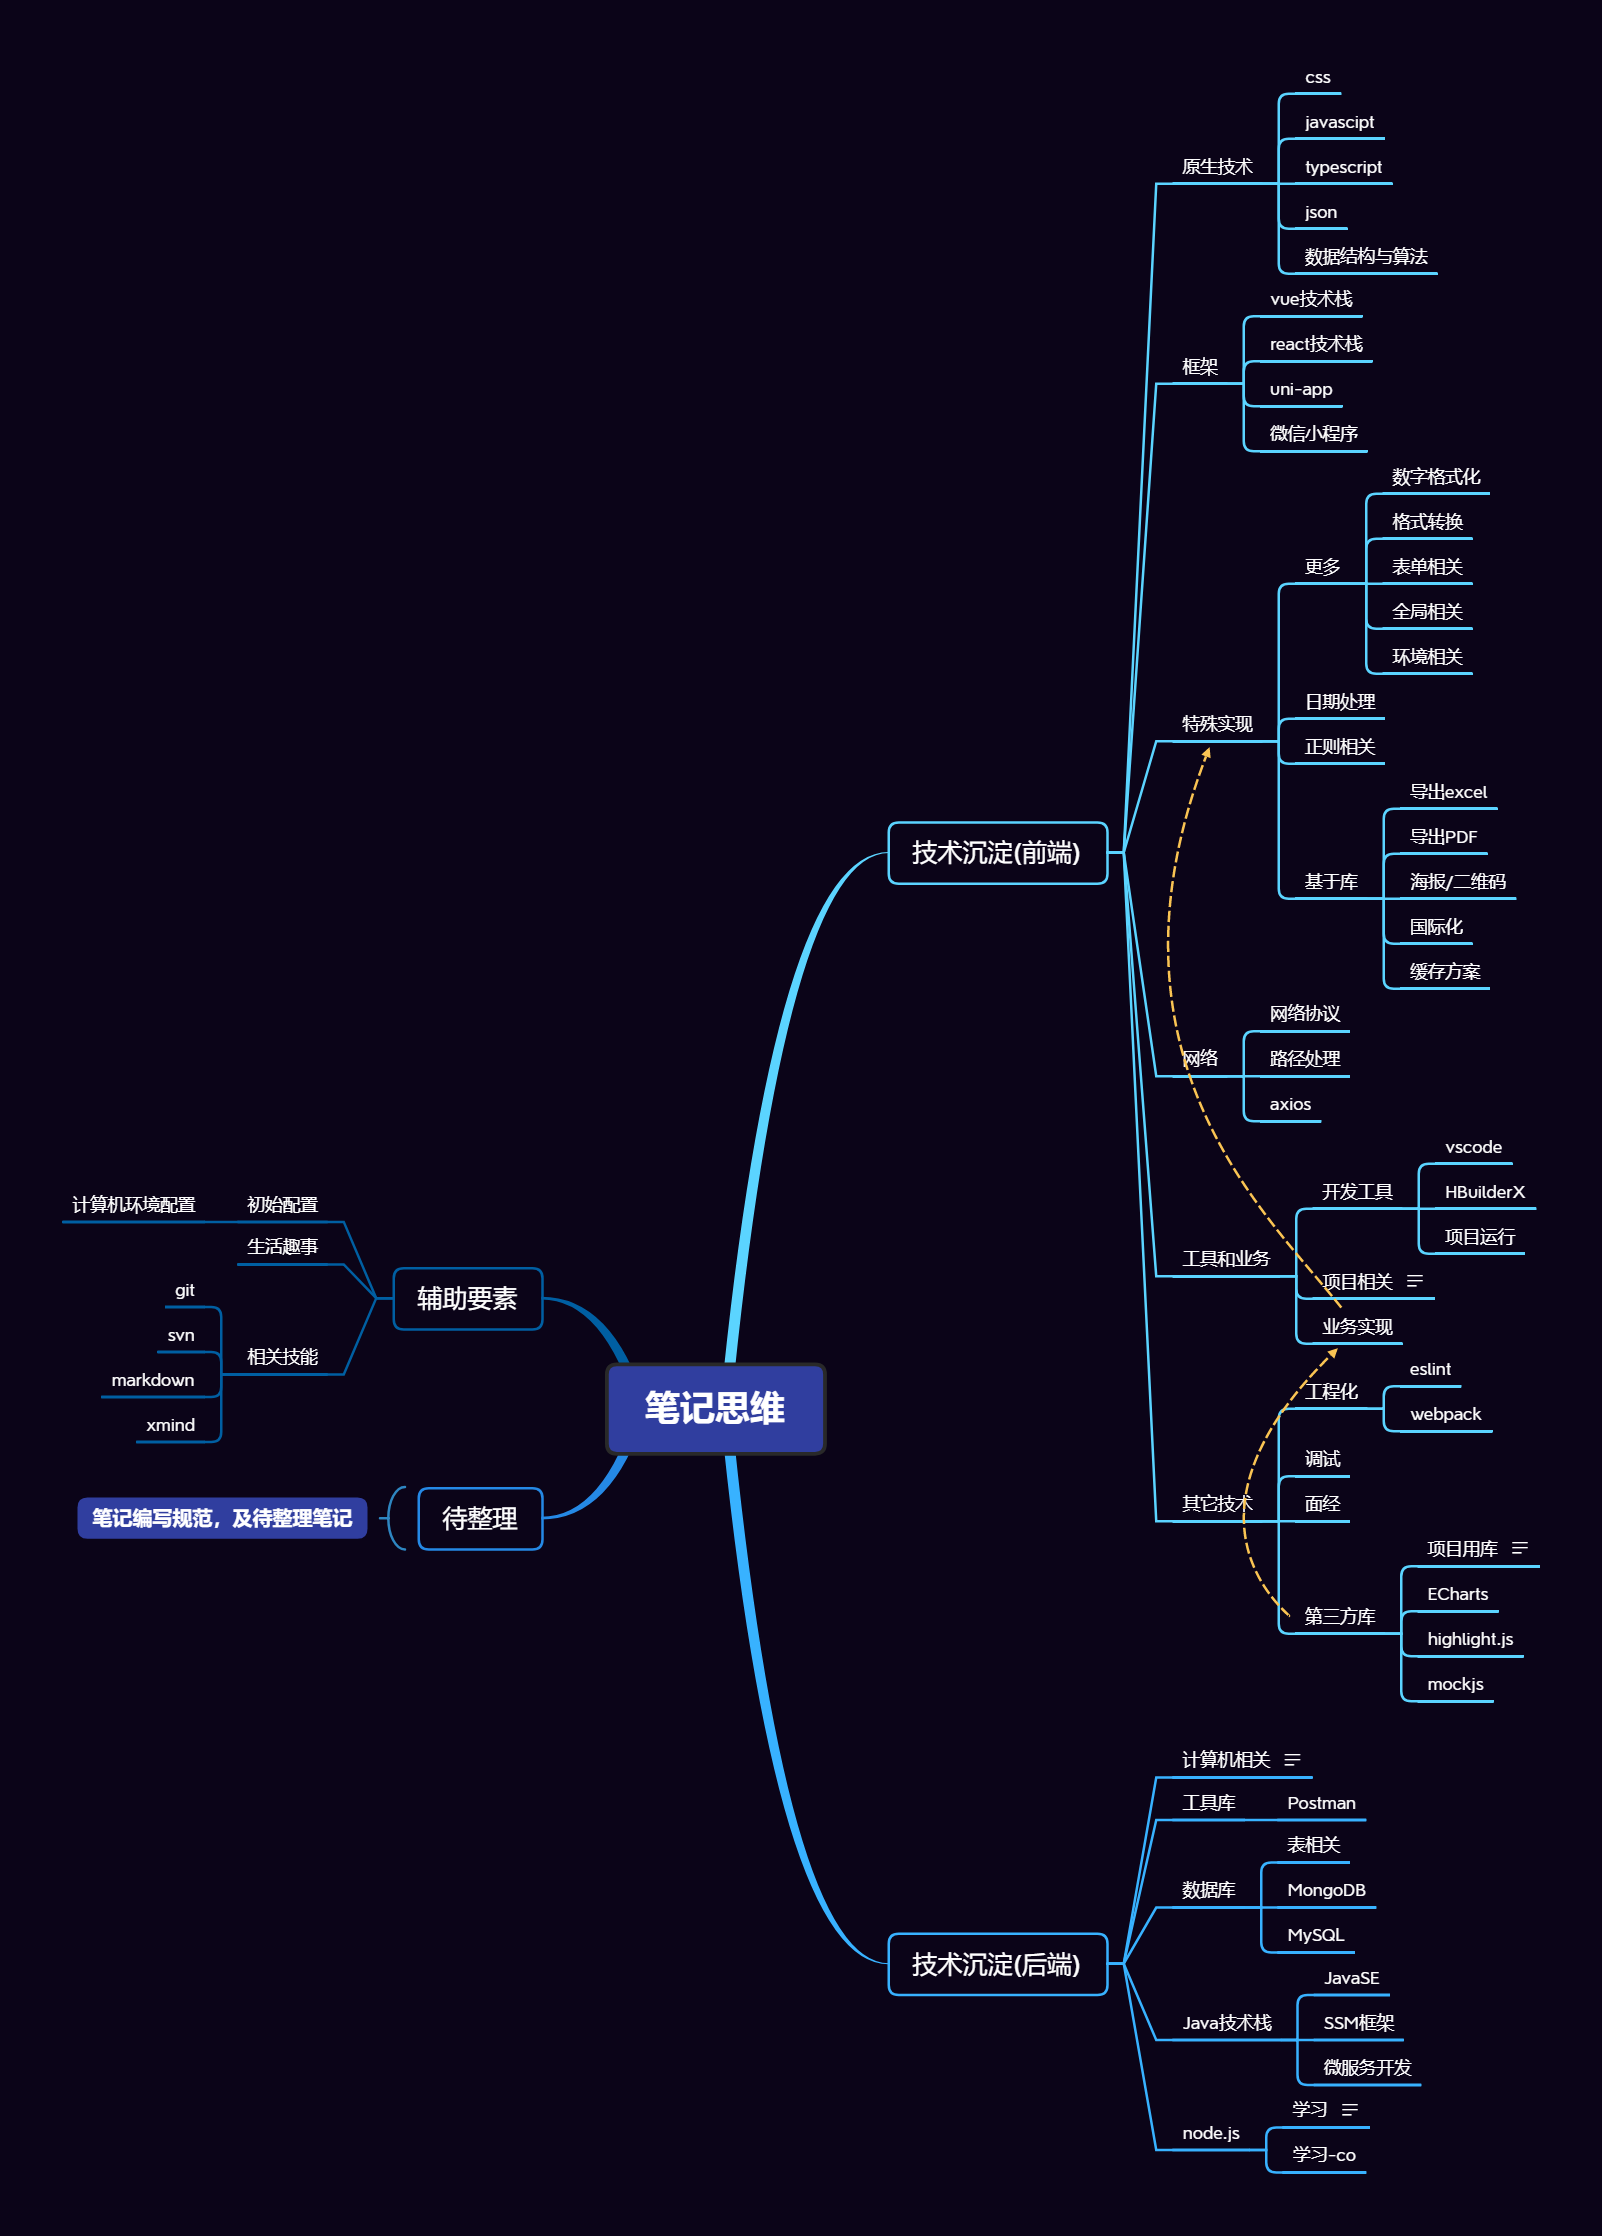 css
javascipt
原生技术
typescript
json
数据结构与算法
vue技术栈
react技术栈
框架
uni-app
微信小程序
数字格式化
格式转换
更多
表单相关
全局相关
环境相关
日期处理
特殊实现
正则相关
导出excel
导出PDF
技术沉淀(前端)
基于库
海报/二维码
国际化
缓存方案
网络协议
网络
路径处理
axios
vscode
开发工具
HBuilderX
项目运行
工具和业务
项目相关
业务实现
eslint
工程化
webpack
调试
其它技术
面经
项目用库
ECharts
第三方库
highlight.js
mockjs
计算机环境配置
初始配置
生活趣事
辅助要素
git
svn
相关技能
markdown
xmind
笔记思维
笔记编写规范，及待整理笔记
待整理
计算机相关
工具库
Postman
表相关
数据库
MongoDB
MySQL
技术沉淀(后端)
JavaSE
Java技术栈
SSM框架
微服务开发
学习
node.js
学习-co